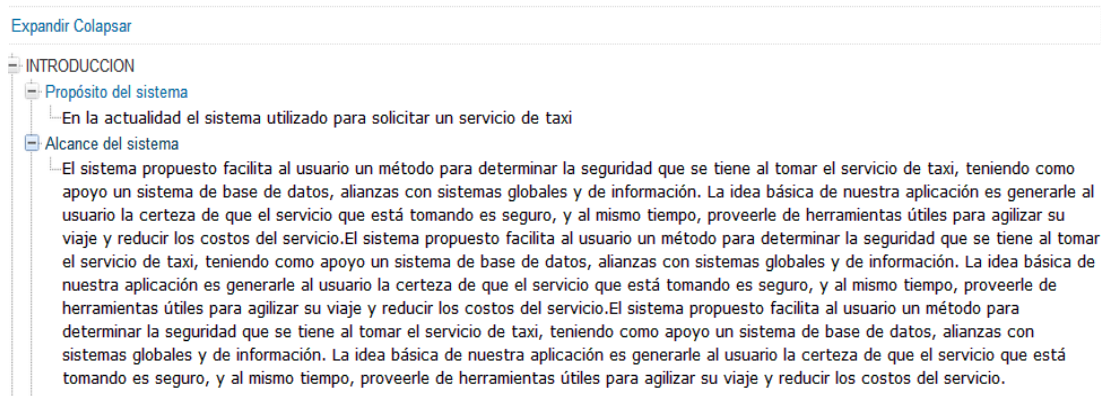 Expandir Colapsar
INTRODUCCION
Propósito del sistema
En la actualidad el sistema utilizado para solicitar un servicio de taxi
Alcance del sistema
El sistema propuesto facilita al usuario un método para determinar la seguridad que se tiene al tomar el servicio de taxi, teniendo como
apoyo un sistema de base de datos, alianzas con sistemas globales y de información. La idea básica de nuestra aplicación es generarle al
usuario la certeza de que el servicio que está tomando es seguro, y al mismo tiempo, proveerle de herramientas útiles para agilizar su
viaje y reducir los costos del servicio.El sistema propuesto facilita al usuario un método para determinar la seguridad que se tiene al tomar
el servicio de taxi, teniendo como apoyo un sistema de base de datos, alianzas con sistemas globales y de información. La idea básica de
nuestra aplicación es generarle al usuario la certeza de que el servicio que está tomando es seguro, y al mismo tiempo, proveerle de
herramientas útiles para agilizar su viaje y reducir los costos del servicio.El sistema propuesto facilita al usuario un método para
determinar la seguridad que se tiene al tomar el servicio de taxi, teniendo como apoyo un sistema de base de datos, alianzas con
sistemas globales y de información. La idea básica de nuestra aplicación es generarle al usuario la certeza de que el servicio que está
tomando es seguro, y al mismo tiempo, proveerle de herramientas útiles para agilizar su viaje y reducir los costos del servicio.